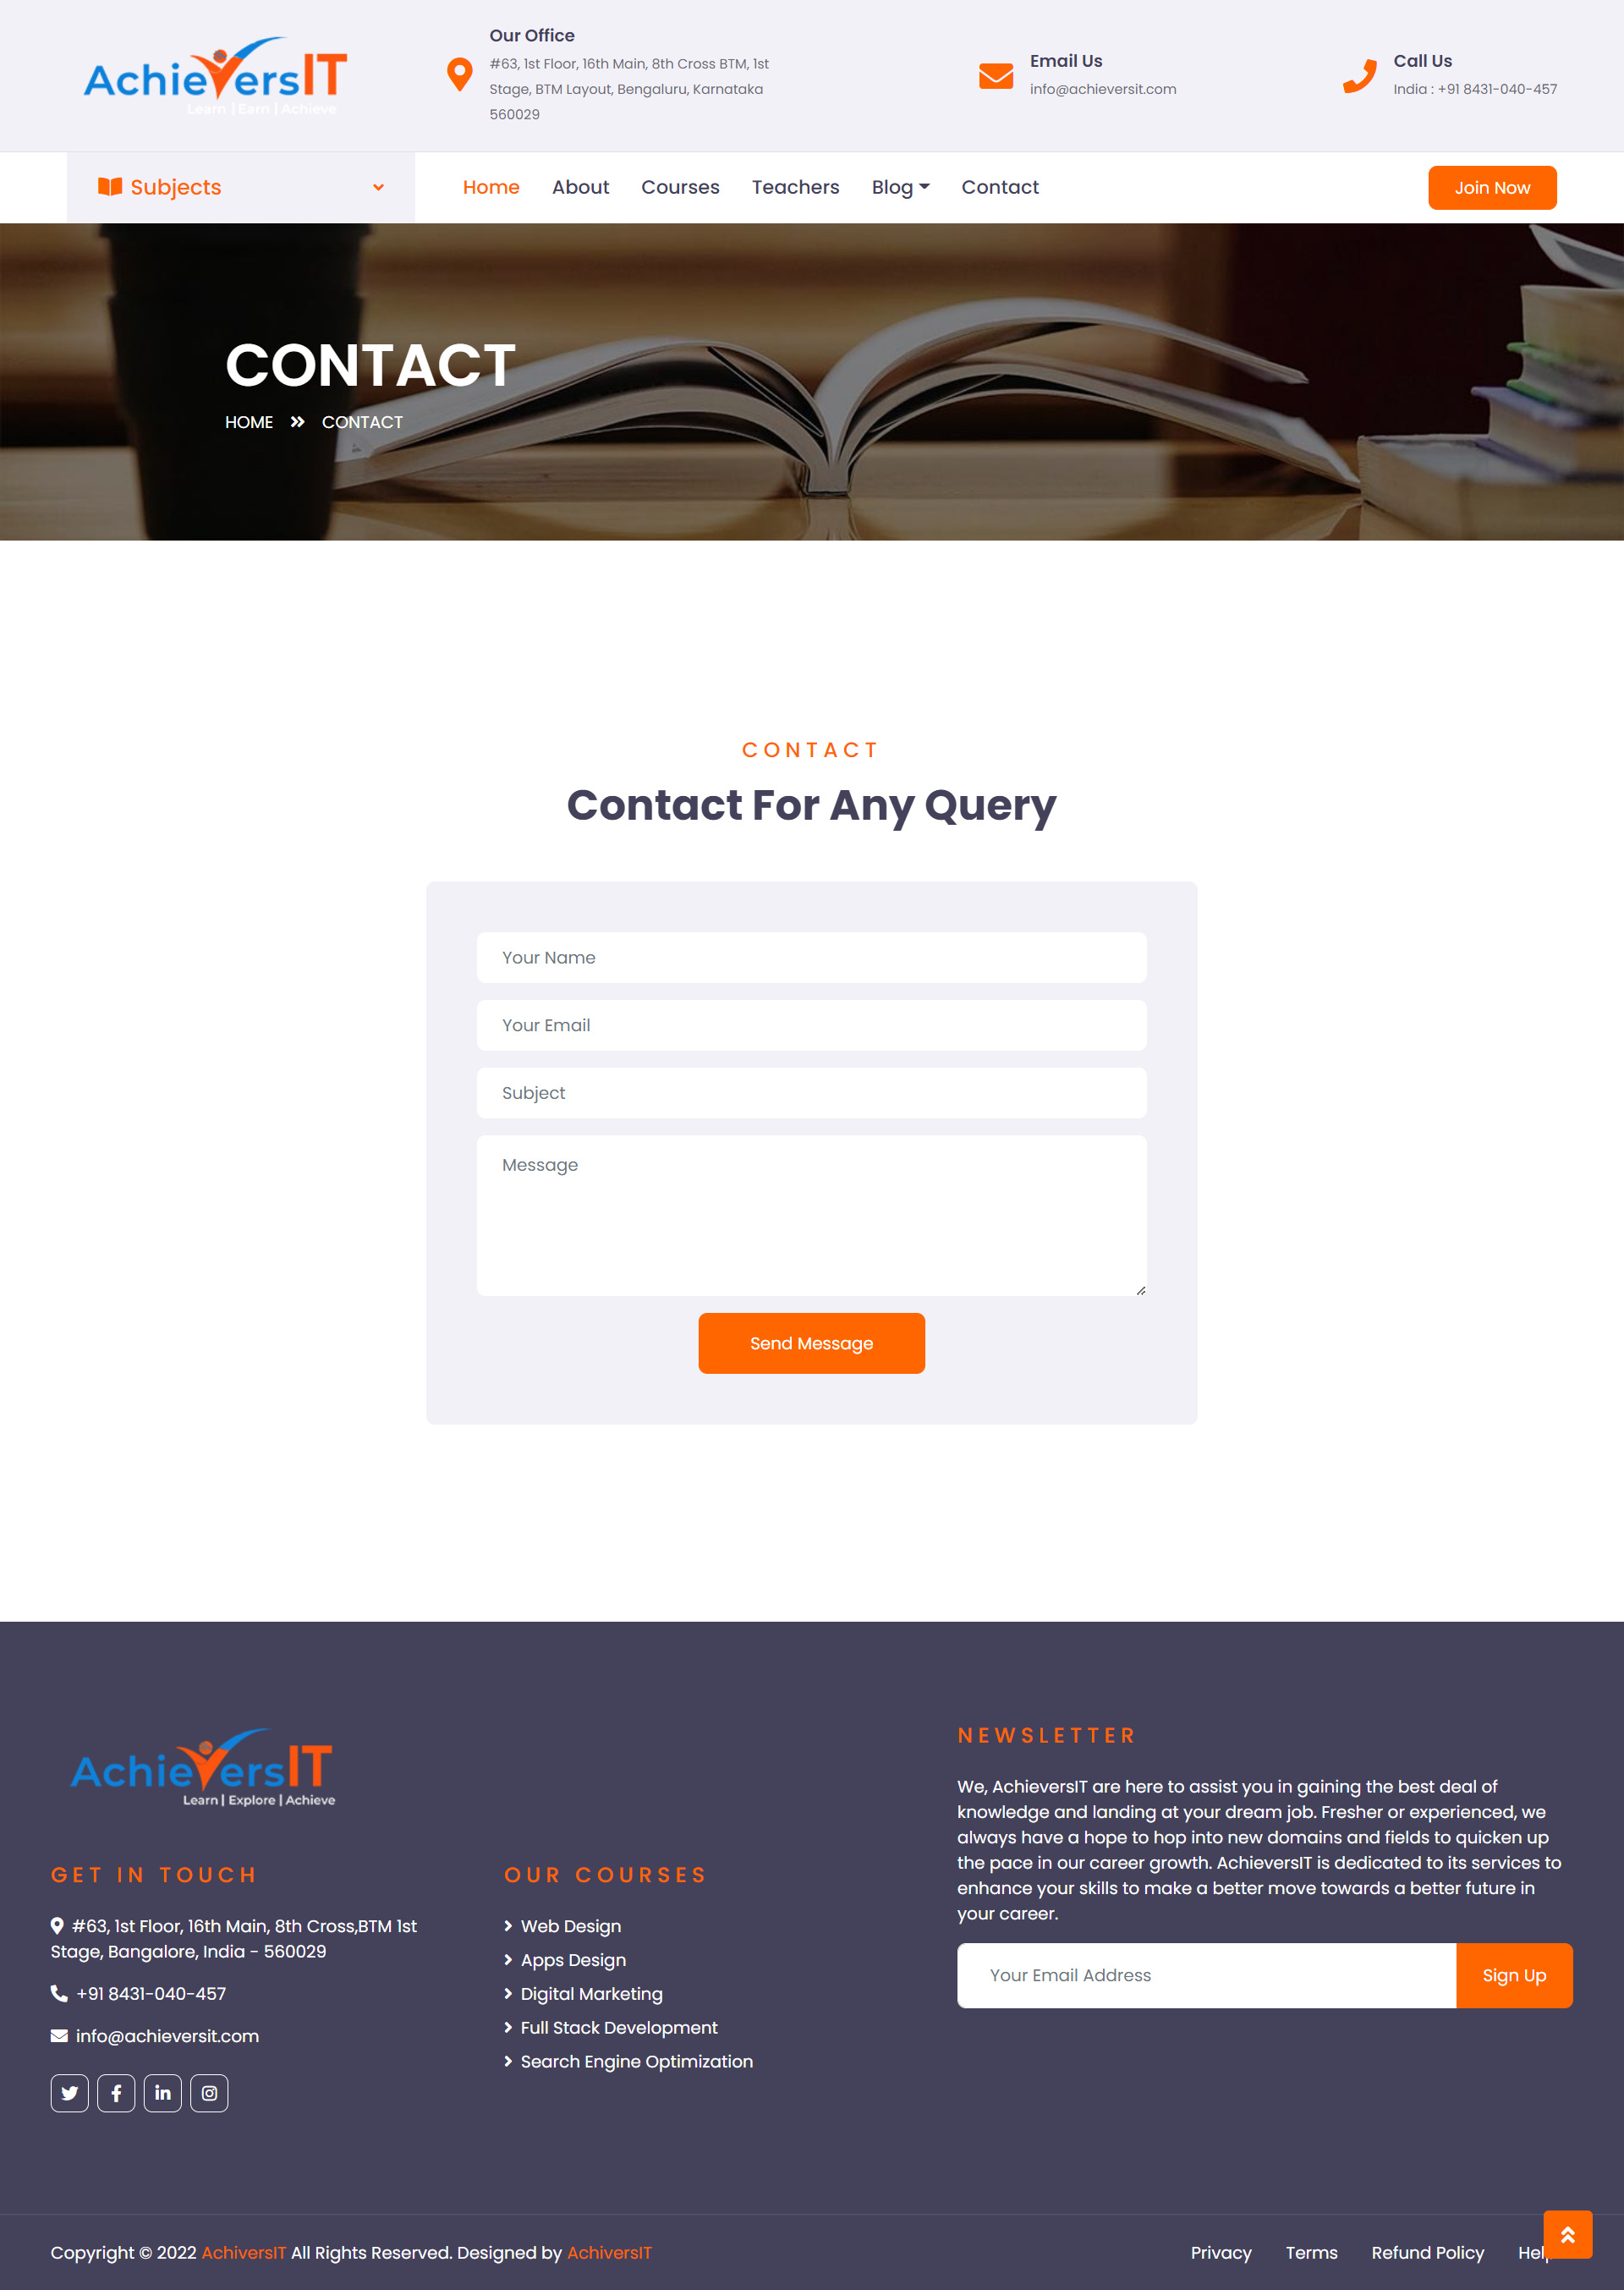 AchieversIT
Learn | Earn | Achieve
Our Office
#63, 1st Floor, 16th Main, 8th Cross BTM, 1st
Stage, BTM Layout, Bengaluru, Karnataka
560029
Email Us
info@achieversit.com
Call Us
India : +91 8431-040-457
Subjects
Home
About
Courses
Teachers
Blog
Contact
Join Now
CONTACT
HOME
CONTACT
CONTACT
Contact For Any Query
Your Name
Your Email
Subject
Message
Send Message
AchieversIT
Learn | Explore | Achieve
GET IN TOUCH
#63, 1st Floor, 16th Main, 8th Cross,BTM 1st
Stage, Bangalore, India - 560029
+91 8431-040-457
info@achieversit.com
OUR COURSES
Web Design
Apps Design
Digital Marketing
Full Stack Development
Search Engine Optimization
NEWSLETTER
We, AchieversIT are here to assist you in gaining the best deal of
knowledge and landing at your dream job. Fresher or experienced, we
always have a hope to hop into new domains and fields to quicken up
the pace in our career growth. AchieversIT is dedicated to its services to
enhance your skills to make a better move towards a better future in
your career.
Your Email Address
Sign Up
Copyright © 2022 AchiversIT All Rights Reserved. Designed by AchiversIT
Privacy
Terms
Refund Policy